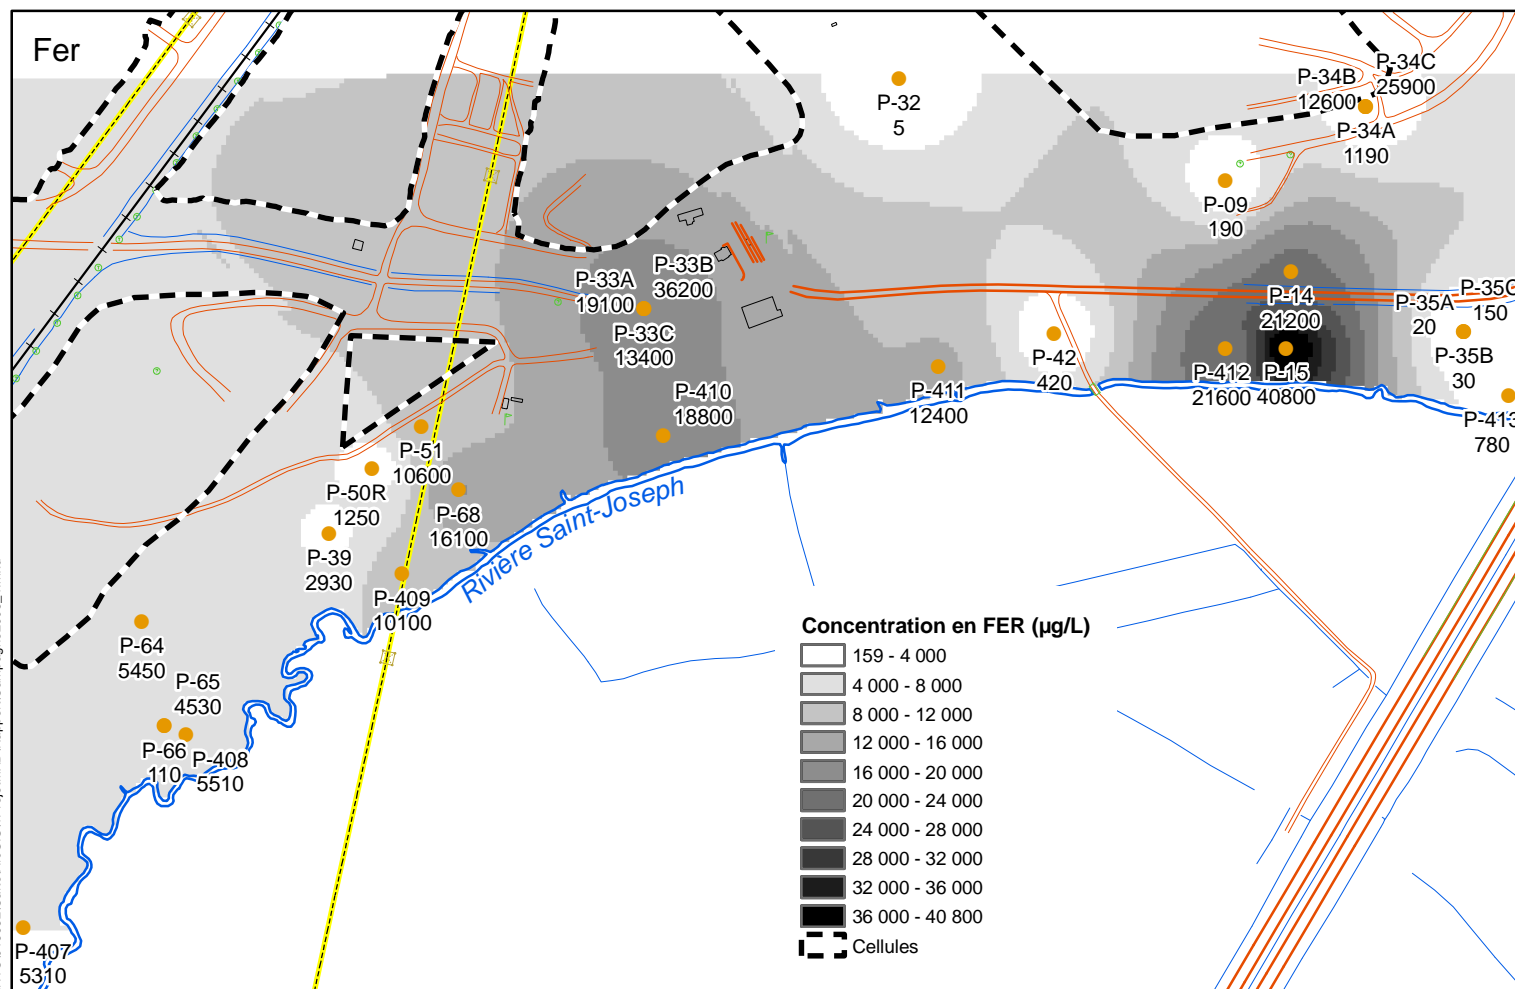 Fer
P-32
5
P-34B
12600
P-34C
25900
P-34A
1190
P-09
190
P-33A
19100
P-33B
36200
P-33C
13400
P-14
21200
P-35A
20
P-35C
150
P-35B
30
P-42
420
P-412
21600
P-15
40800
P-410
18800
P-411
12400
P-413
780
P-51
10600
P-50R
1250
P-68
16100
P-39
2930
P-409
10100
Rivière Saint-Joseph
P-64
5450
P-65
4530
P-66
110
P-408
5510
P-407
5310
Concentration en FER (µg/L)
159 - 4 000
4 000 - 8 000
8 000 - 12 000
12 000 - 16 000
16 000 - 20 000
20 000 - 24 000
24 000 - 28 000
28 000 - 32 000
32 000 - 36 000
36 000 - 40 800
Cellules